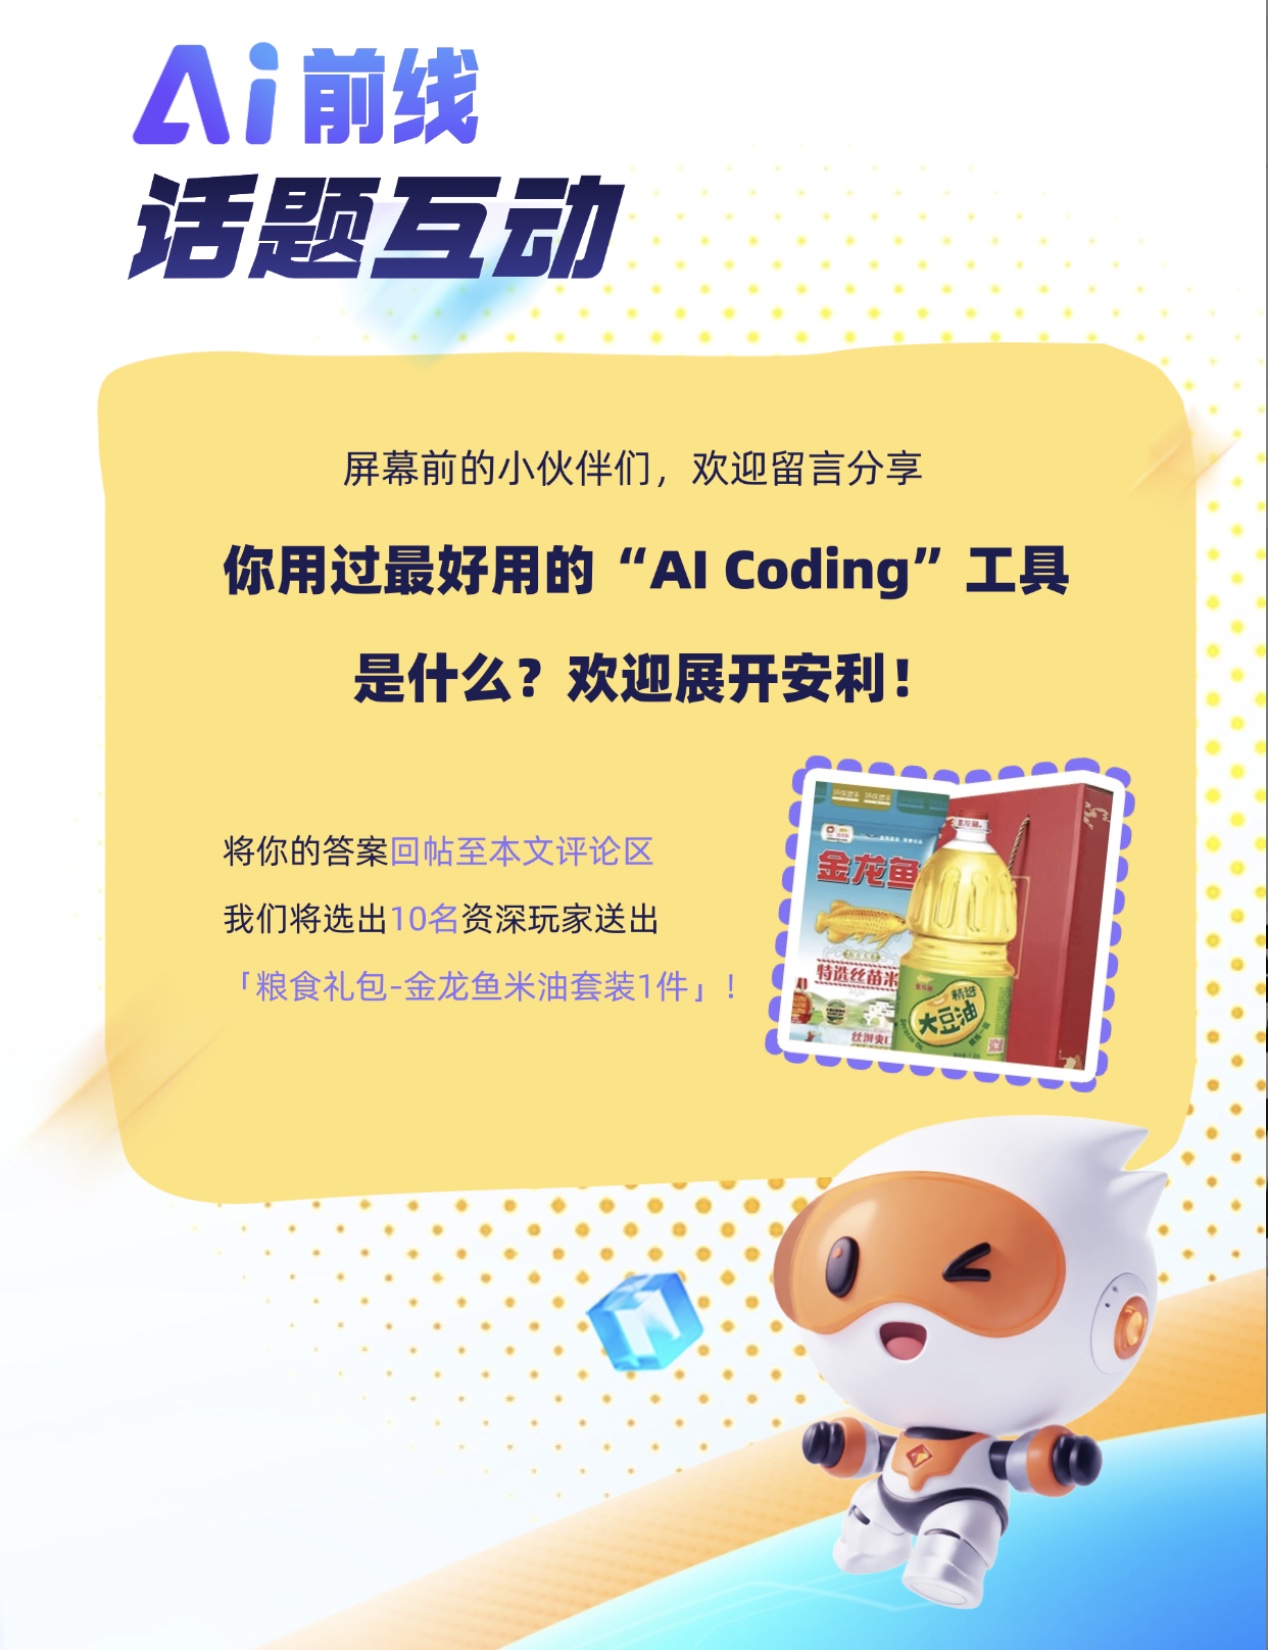 Ai前线
话题互动
屏幕前的小伙伴们，欢迎留言分享
你用过最好用的“AI Coding”工具
是什么？欢迎展开安利！
将你的答案回帖至本文评论区
我们将选出10名资深玩家送出
「粮食礼包-金龙鱼米油套装1件」！
金龙鱼
特选丝苗米
精选
大豆油